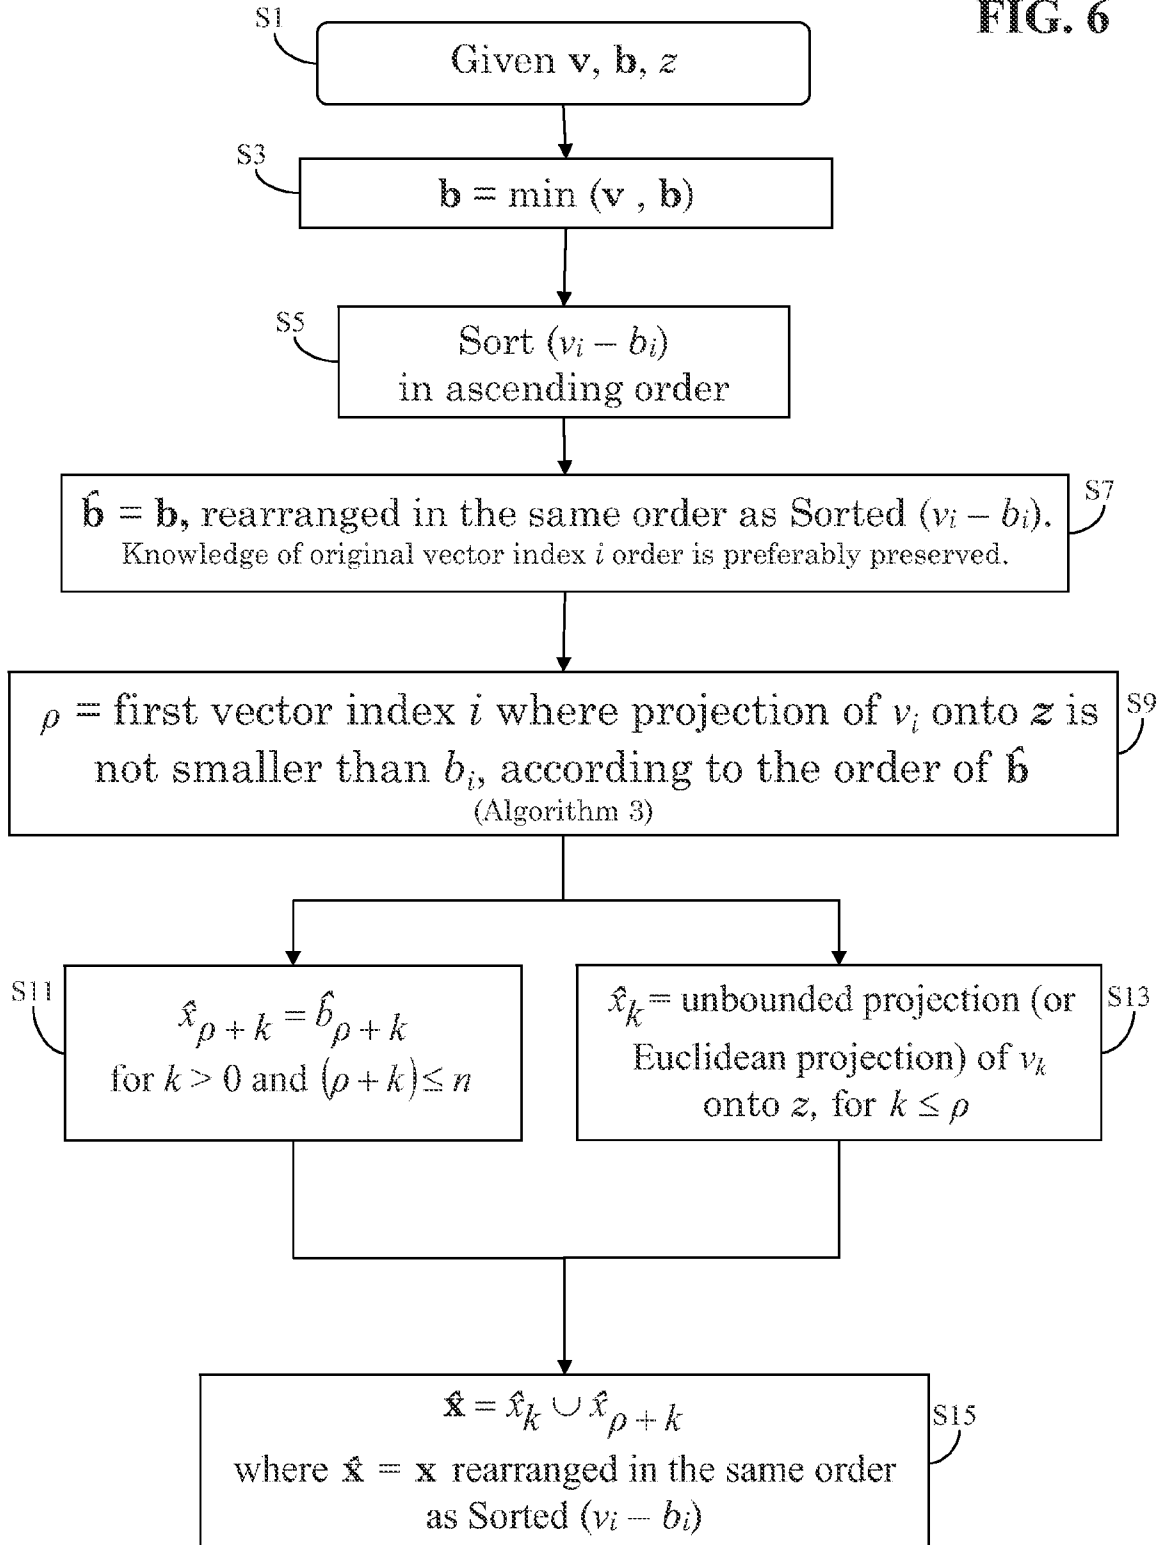 FIG. 6
S1
Given v, b, z
S3
b = min (v , b)
S5
Sort (vᵢ – bᵢ)
in ascending order
S7
b̂ = b, rearranged in the same order as Sorted (vᵢ – bᵢ).
Knowledge of original vector index i order is preferably preserved.
S9
ρ = first vector index i where projection of vᵢ onto z is
not smaller than bᵢ, according to the order of b̂
(Algorithm 3)
S11
x̂ρ + k = b̂ρ + k
for k > 0 and (ρ + k) ≤ n
S13
x̂k = unbounded projection (or
Euclidean projection) of vk
onto z, for k ≤ ρ
S15
x̂ = x̂k ∪ x̂ρ + k
where x̂ = x rearranged in the same order
as Sorted (vᵢ – bᵢ)